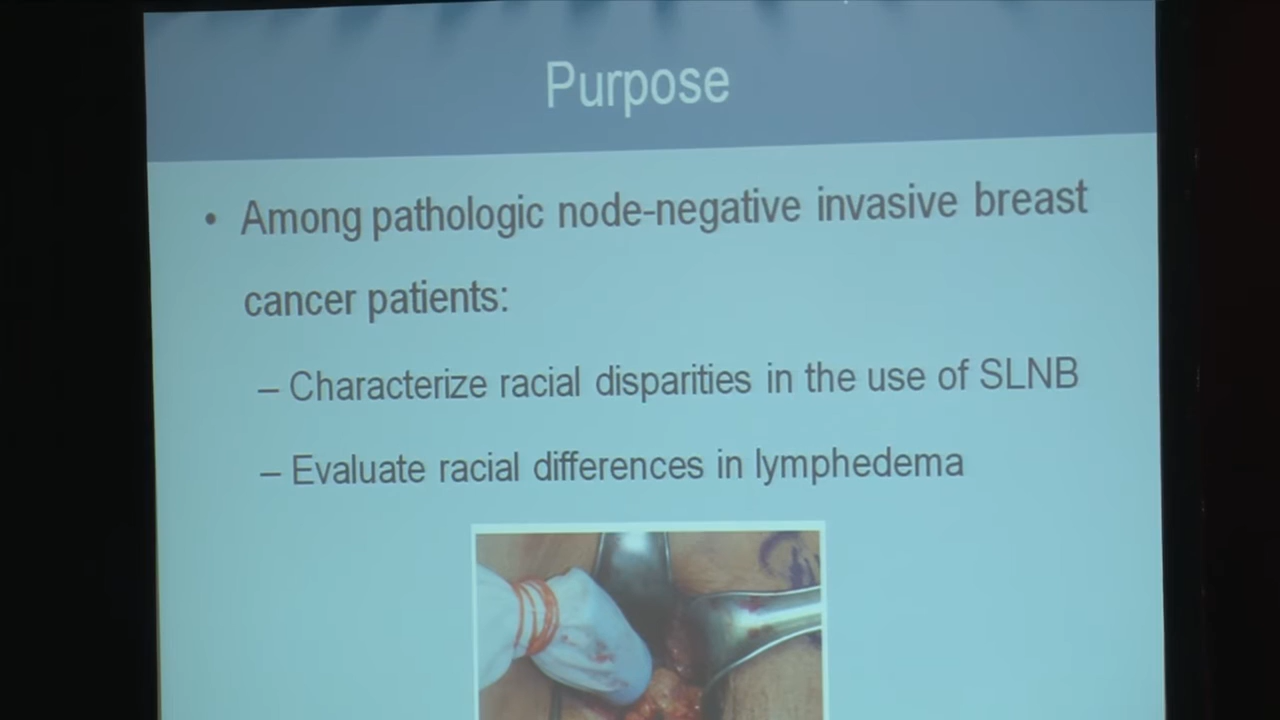 Purpose
• Among pathologic node-negative invasive breast
cancer patients:
– Characterize racial disparities in the use of SLNB
– Evaluate racial differences in lymphedema